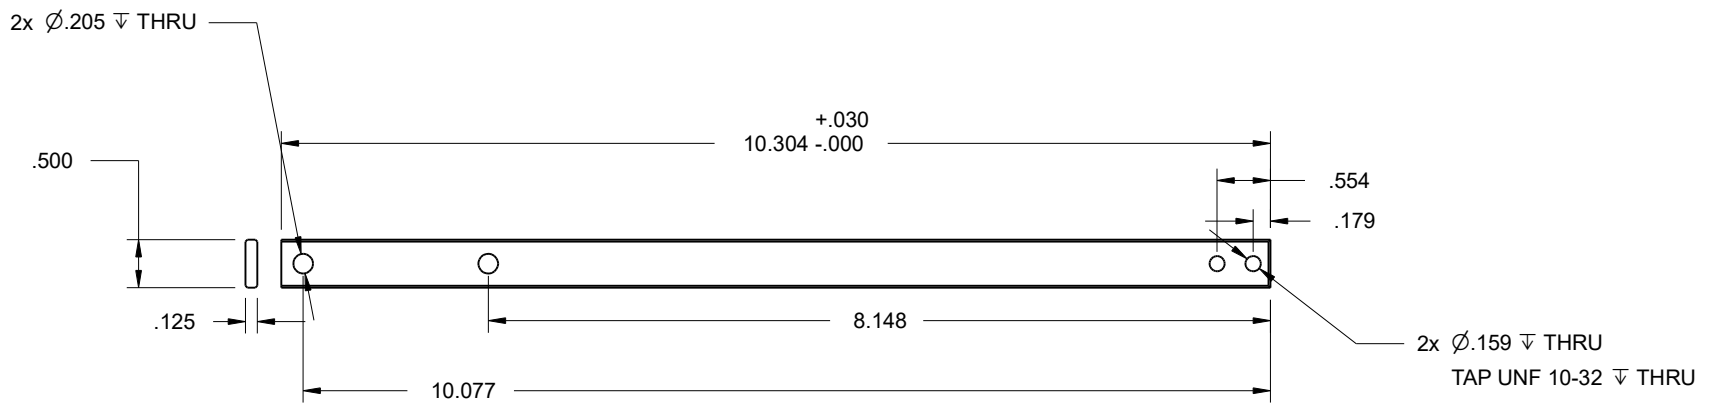 2x ∅.205 ↧ THRU
+.030
10.304 -.000
.500
.554
.179
.125
8.148
2x ∅.159 ↧ THRU
TAP UNF 10-32 ↧ THRU
10.077